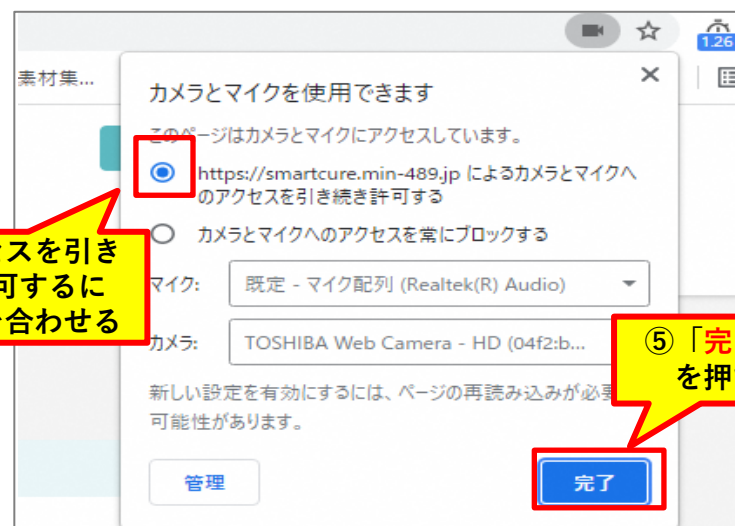 1.26
素材集...
カメラとマイクを使用できます
このページはカメラとマイクにアクセスしています。
https://smartcure.min-489.jp によるカメラとマイクへ
のアクセスを引き続き許可する
カメラとマイクへのアクセスを常にブロックする
スを引き
可するに
合わせる
マイク:
既定 - マイク配列 (Realtek(R) Audio)
カメラ:
TOSHIBA Web Camera - HD (04f2:b...
⑤「完
を押
新しい設定を有効にするには、ページの再読み込みが必要
可能性があります。
管理
完了